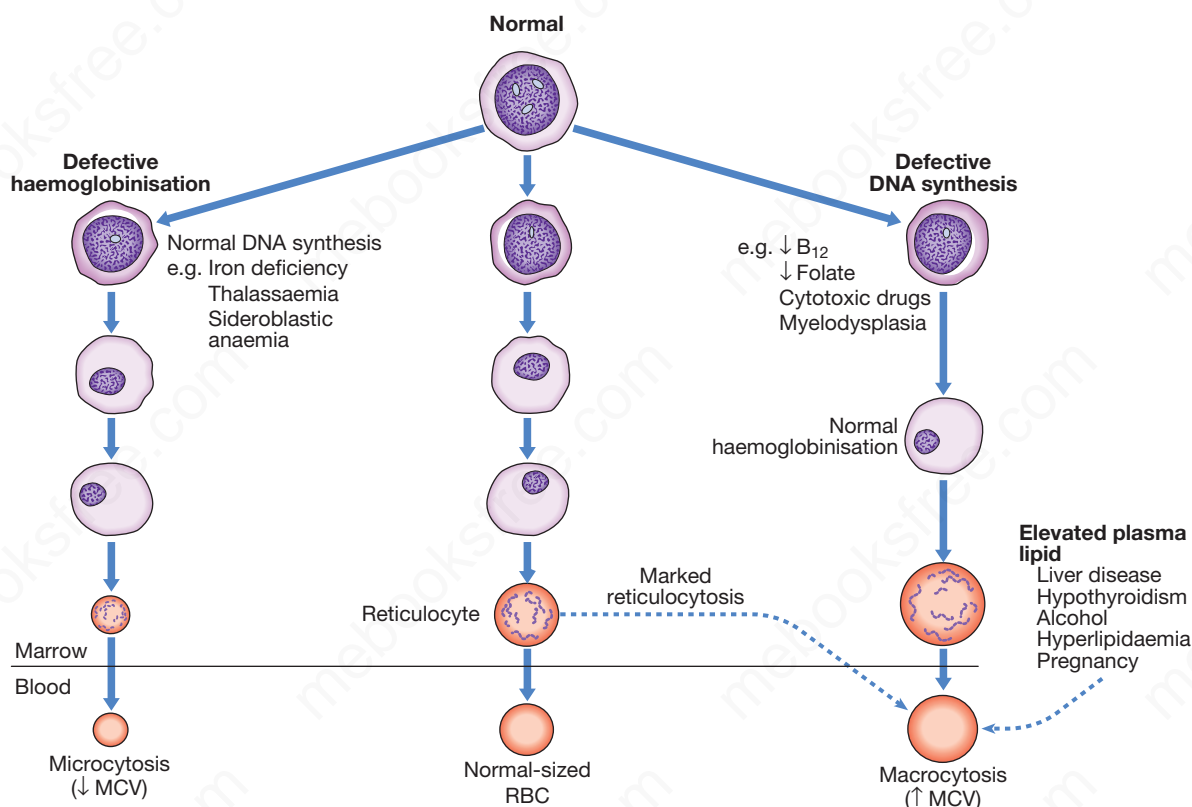 Normal
Defective
haemoglobinisation
Normal DNA synthesis
e.g. Iron deficiency
Thalassaemia
Sideroblastic
anaemia
Defective
DNA synthesis
e.g. ↓ B₁₂
↓ Folate
Cytotoxic drugs
Myelodysplasia
Normal
haemoglobinisation
Elevated plasma
lipid
Liver disease
Hypothyroidism
Alcohol
Hyperlipidaemia
Pregnancy
Marked
reticulocytosis
Reticulocyte
Marrow
Blood
Microcytosis
(↓ MCV)
Normal-sized
RBC
Macrocytosis
(↑ MCV)
mebooksfree.com